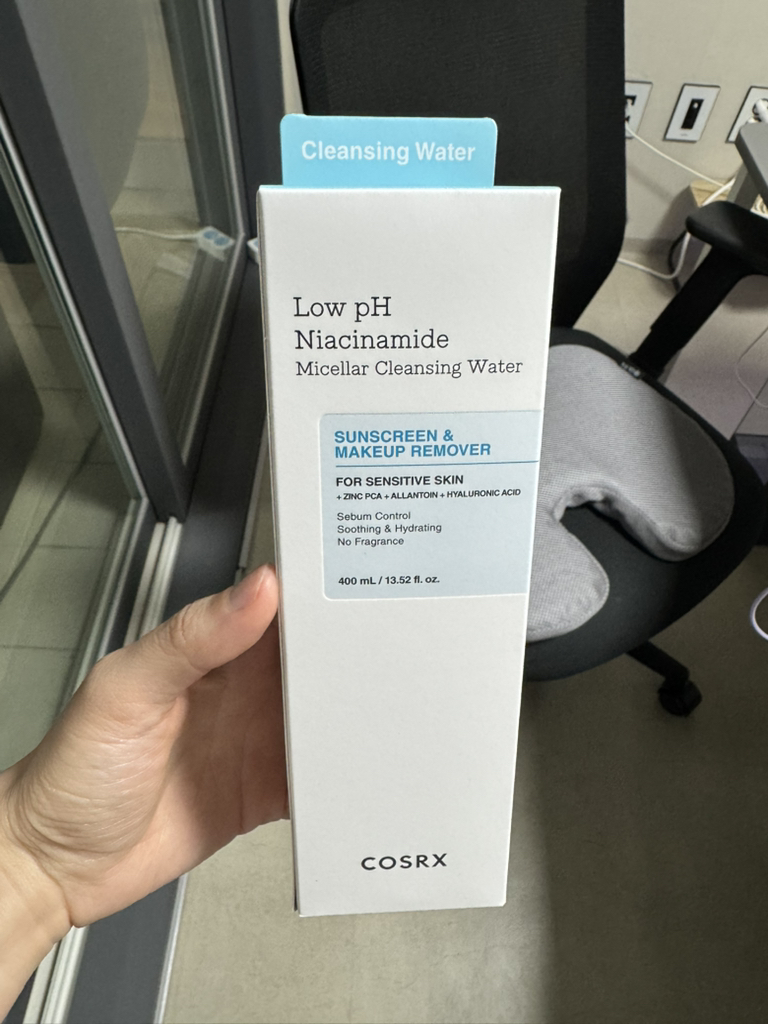 Cleansing Water
Low pH
Niacinamide
Micellar Cleansing Water
SUNSCREEN &
MAKEUP REMOVER
FOR SENSITIVE SKIN
+ ZINC PCA + ALLANTOIN + HYALURONIC ACID
Sebum Control
Soothing & Hydrating
No Fragrance
400 mL / 13.52 fl. oz.
COSRX